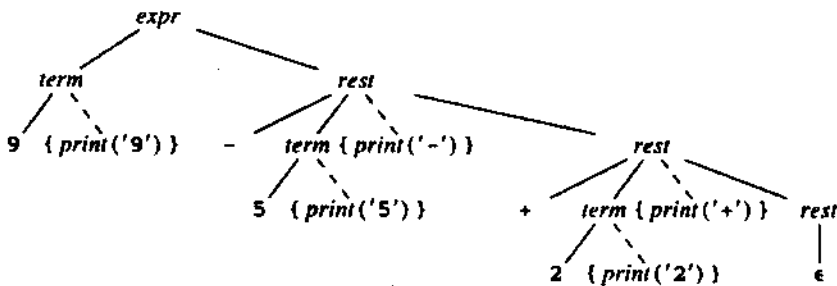 expr
term rest
9 { print('9') } - term { print('-') } rest
5 { print('5') } + term { print('+') } rest
2 { print('2') } ϵ